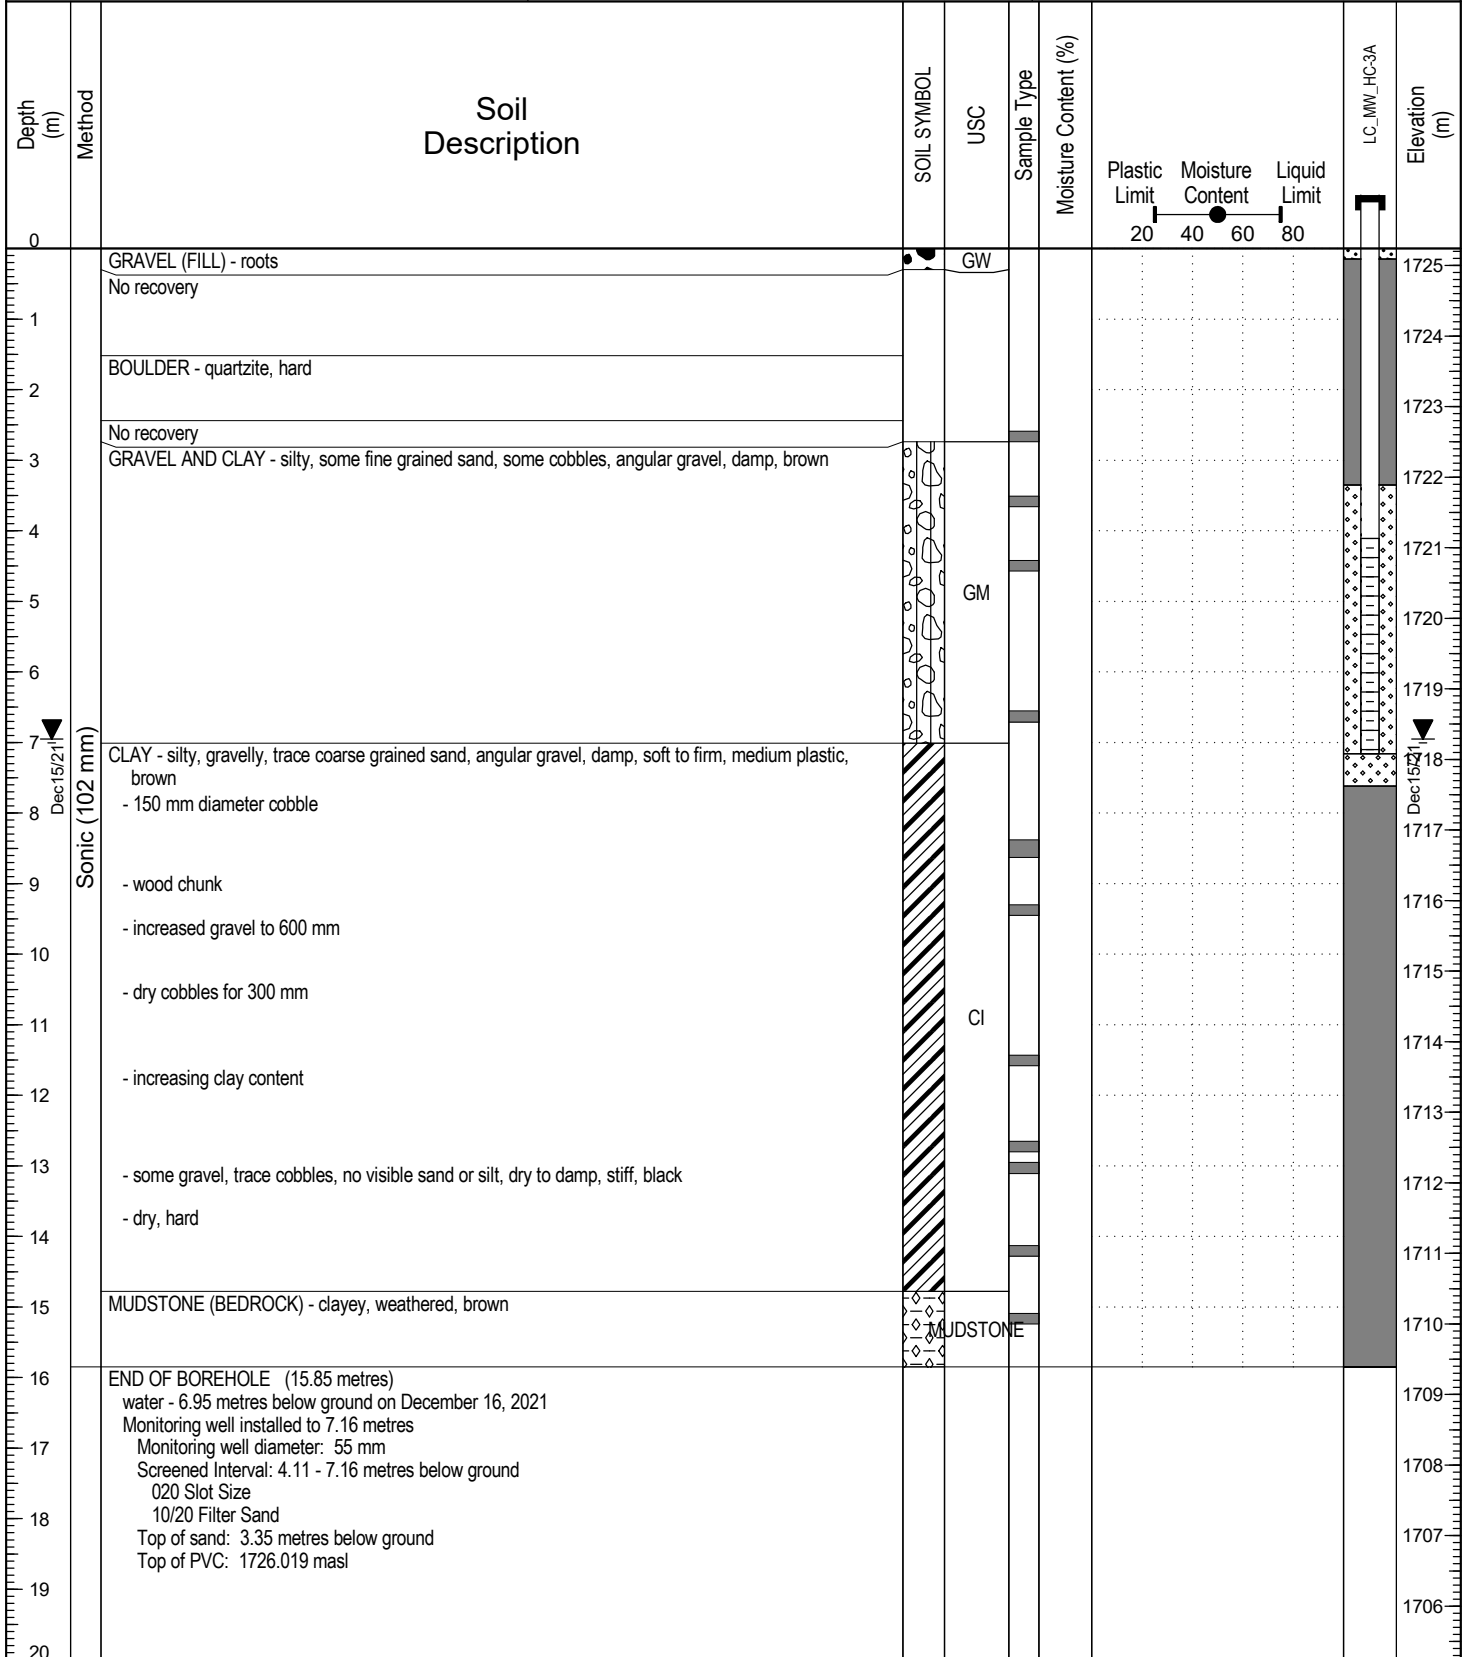 Depth
(m)
Method
Soil
Description
SOIL SYMBOL
USC
Sample Type
Moisture Content (%)
Plastic Moisture Liquid
Limit Content Limit
20 40 60 80
LC_MW_HC-3A
Elevation
(m)
0
GRAVEL (FILL) - roots
GW
1725
No recovery
1
1724
BOULDER - quartzite, hard
2
1723
No recovery
3
GRAVEL AND CLAY - silty, some fine grained sand, some cobbles, angular gravel, damp, brown
1722
4
1721
5
GM
1720
6
1719
7
Dec15/21
Sonic (102 mm)
CLAY - silty, gravelly, trace coarse grained sand, angular gravel, damp, soft to firm, medium plastic,
brown
1718
Dec15/21
- 150 mm diameter cobble
8
1717
9
- wood chunk
1716
- increased gravel to 600 mm
10
1715
- dry cobbles for 300 mm
11
CI
1714
- increasing clay content
12
1713
13
- some gravel, trace cobbles, no visible sand or silt, dry to damp, stiff, black
1712
- dry, hard
14
1711
15
MUDSTONE (BEDROCK) - clayey, weathered, brown
MUDSTONE
1710
16
END OF BOREHOLE (15.85 metres)
1709
water - 6.95 metres below ground on December 16, 2021
Monitoring well installed to 7.16 metres
17
Monitoring well diameter: 55 mm
1708
Screened Interval: 4.11 - 7.16 metres below ground
020 Slot Size
10/20 Filter Sand
18
1707
Top of sand: 3.35 metres below ground
Top of PVC: 1726.019 masl
19
1706
20